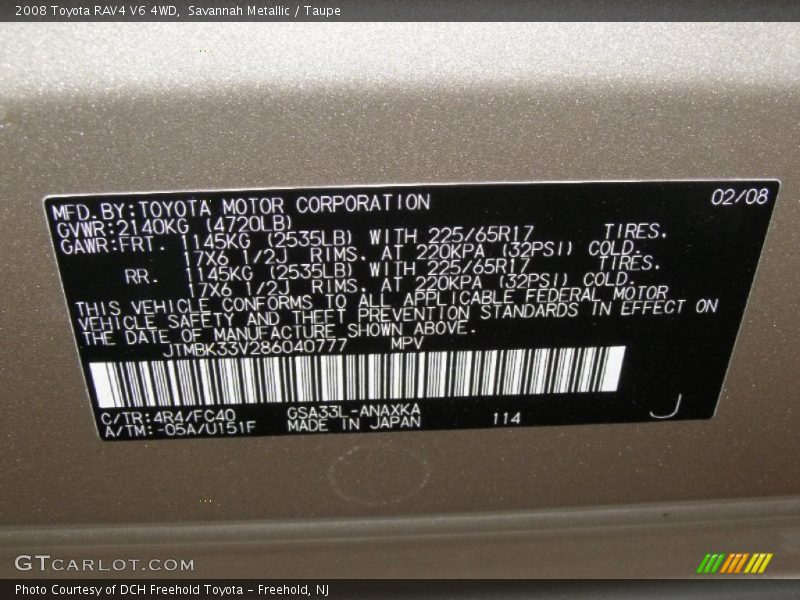 2008 Toyota RAV4 V6 4WD, Savannah Metallic / Taupe
MFD.BY:TOYOTA MOTOR CORPORATION 02/08
GVWR:2140KG (4720LB)
GAWR:FRT. 1145KG (2535LB) WITH 225/65R17 TIRES.
17X6 1/2J RIMS. AT 220KPA (32PSI) COLD.
RR. 1145KG (2535LB) WITH 225/65R17 TIRES.
17X6 1/2J RIMS. AT 220KPA (32PSI) COLD.
THIS VEHICLE CONFORMS TO ALL APPLICABLE FEDERAL MOTOR
VEHICLE SAFETY AND THEFT PREVENTION STANDARDS IN EFFECT ON
THE DATE OF MANUFACTURE SHOWN ABOVE.
JTMBK33V286040777 MPV
C/TR:4R4/FC40 GSA33L-ANAXKA 114 J
A/TM:-05A/U151F MADE IN JAPAN
GTCARLOT.COM
Photo Courtesy of DCH Freehold Toyota - Freehold, NJ